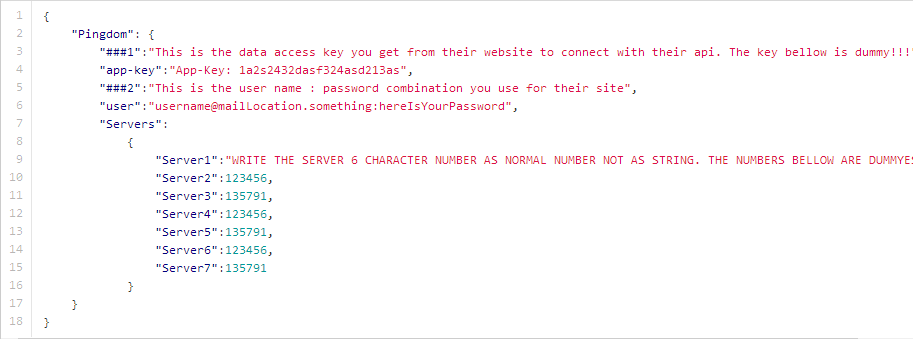 1 {
2 "Pingdom": {
3 "###1":"This is the data access key you get from their website to connect with their api. The key bellow is dummy!!!"
4 "app-key":"App-Key: 1a2s2432dasf324asd213as",
5 "###2":"This is the user name : password combination you use for their site",
6 "user":"username@mailLocation.something:hereIsYourPassword",
7 "Servers":
8 {
9 "Server1":"WRITE THE SERVER 6 CHARACTER NUMBER AS NORMAL NUMBER NOT AS STRING. THE NUMBERS BELLOW ARE DUMMYES
10 "Server2":123456,
11 "Server3":135791,
12 "Server4":123456,
13 "Server5":135791,
14 "Server6":123456,
15 "Server7":135791
16 }
17 }
18 }